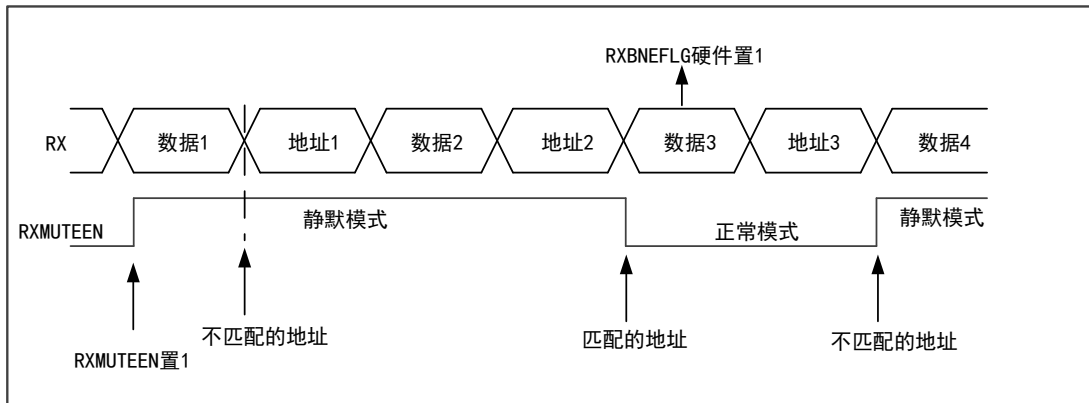 RXBNEFLG硬件置1
RX
数据1
地址1
数据2
地址2
数据3
地址3
数据4
RXMUTEEN
静默模式
正常模式
静默模式
RXMUTEEN置1
不匹配的地址
匹配的地址
不匹配的地址